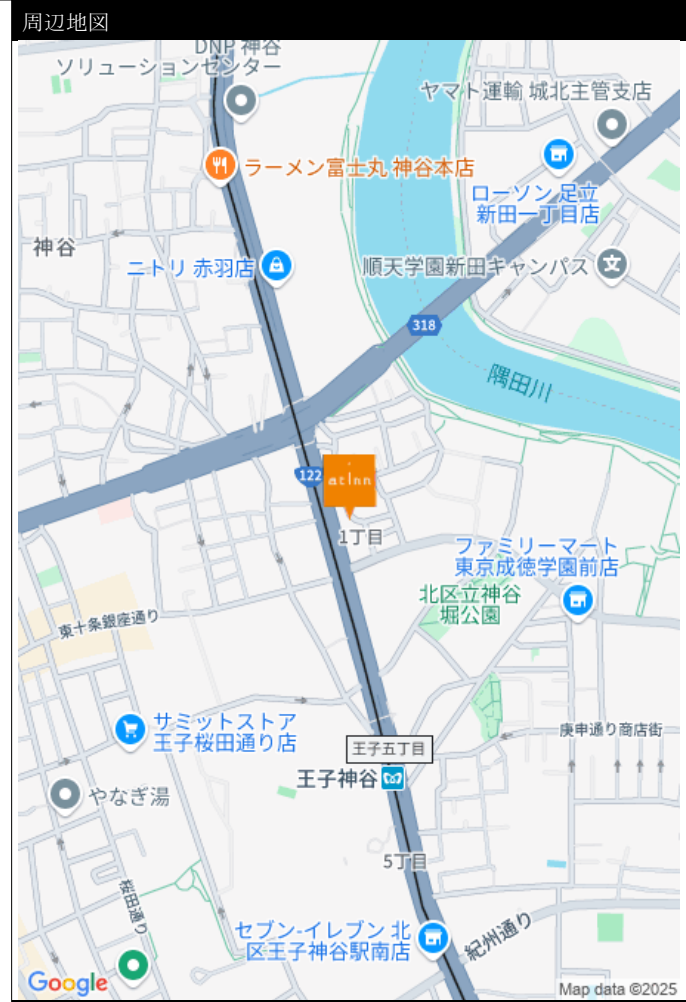 周辺地図
DNP 神谷
ソリューションセンター
ヤマト運輸 城北主管支店
ラーメン富士丸 神谷本店
ローソン 足立
新田一丁目店
神谷
ニトリ 赤羽店
順天学園新田キャンパス
文
318
隅田川
122
at inn
1丁目
ファミリーマート
東京成徳学園前店
北区立神谷
堀公園
東十条銀座通り
サミットストア
王子桜田通り店
庚申通り商店街
王子五丁目
王子神谷
やなぎ湯
5丁目
桜田通り
セブン-イレブン 北
区王子神谷駅南店
紀州通り
Google
Map data ©2025